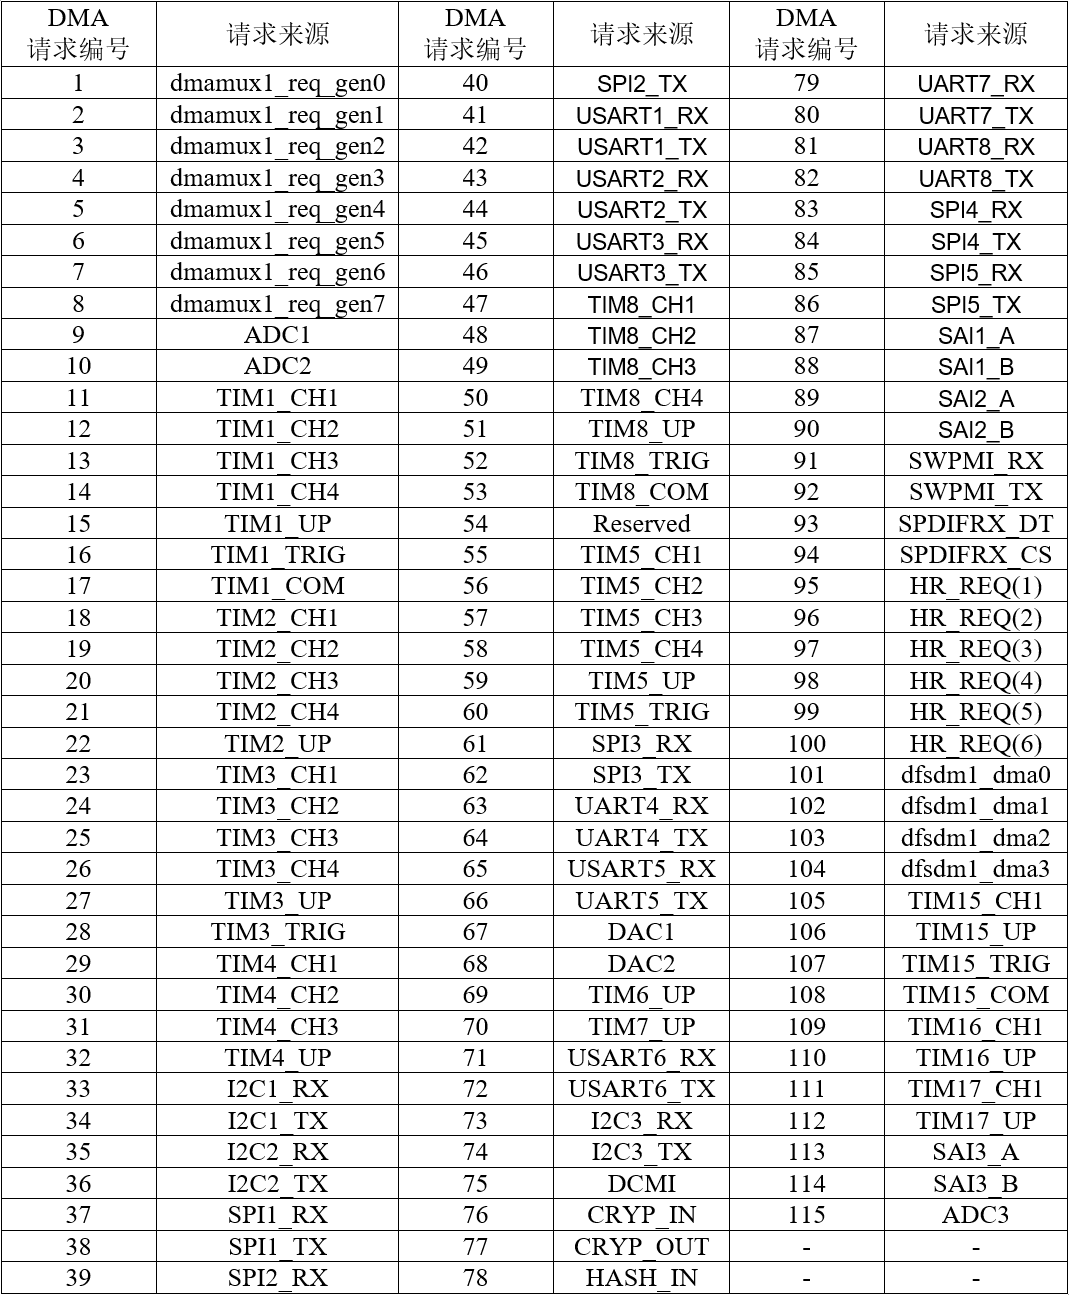 DMA 请求编号 请求来源 DMA 请求编号 请求来源 DMA 请求编号 请求来源
1 dmamux1_req_gen0 40 SPI2_TX 79 UART7_RX
2 dmamux1_req_gen1 41 USART1_RX 80 UART7_TX
3 dmamux1_req_gen2 42 USART1_TX 81 UART8_RX
4 dmamux1_req_gen3 43 USART2_RX 82 UART8_TX
5 dmamux1_req_gen4 44 USART2_TX 83 SPI4_RX
6 dmamux1_req_gen5 45 USART3_RX 84 SPI4_TX
7 dmamux1_req_gen6 46 USART3_TX 85 SPI5_RX
8 dmamux1_req_gen7 47 TIM8_CH1 86 SPI5_TX
9 ADC1 48 TIM8_CH2 87 SAI1_A
10 ADC2 49 TIM8_CH3 88 SAI1_B
11 TIM1_CH1 50 TIM8_CH4 89 SAI2_A
12 TIM1_CH2 51 TIM8_UP 90 SAI2_B
13 TIM1_CH3 52 TIM8_TRIG 91 SWPMI_RX
14 TIM1_CH4 53 TIM8_COM 92 SWPMI_TX
15 TIM1_UP 54 Reserved 93 SPDIFRX_DT
16 TIM1_TRIG 55 TIM5_CH1 94 SPDIFRX_CS
17 TIM1_COM 56 TIM5_CH2 95 HR_REQ(1)
18 TIM2_CH1 57 TIM5_CH3 96 HR_REQ(2)
19 TIM2_CH2 58 TIM5_CH4 97 HR_REQ(3)
20 TIM2_CH3 59 TIM5_UP 98 HR_REQ(4)
21 TIM2_CH4 60 TIM5_TRIG 99 HR_REQ(5)
22 TIM2_UP 61 SPI3_RX 100 HR_REQ(6)
23 TIM3_CH1 62 SPI3_TX 101 dfsdm1_dma0
24 TIM3_CH2 63 UART4_RX 102 dfsdm1_dma1
25 TIM3_CH3 64 UART4_TX 103 dfsdm1_dma2
26 TIM3_CH4 65 USART5_RX 104 dfsdm1_dma3
27 TIM3_UP 66 UART5_TX 105 TIM15_CH1
28 TIM3_TRIG 67 DAC1 106 TIM15_UP
29 TIM4_CH1 68 DAC2 107 TIM15_TRIG
30 TIM4_CH2 69 TIM6_UP 108 TIM15_COM
31 TIM4_CH3 70 TIM7_UP 109 TIM16_CH1
32 TIM4_UP 71 USART6_RX 110 TIM16_UP
33 I2C1_RX 72 USART6_TX 111 TIM17_CH1
34 I2C1_TX 73 I2C3_RX 112 TIM17_UP
35 I2C2_RX 74 I2C3_TX 113 SAI3_A
36 I2C2_TX 75 DCMI 114 SAI3_B
37 SPI1_RX 76 CRYP_IN 115 ADC3
38 SPI1_TX 77 CRYP_OUT - -
39 SPI2_RX 78 HASH_IN - -